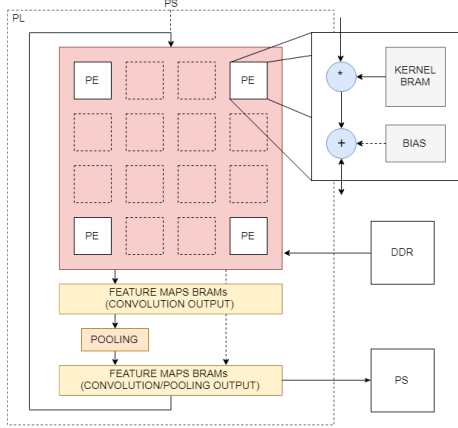 PS
PL
PE
PE
*
KERNEL
BRAM
+
BIAS
PE
PE
DDR
FEATURE MAPS BRAMs
(CONVOLUTION OUTPUT)
POOLING
FEATURE MAPS BRAMs
(CONVOLUTION/POOLING OUTPUT)
PS